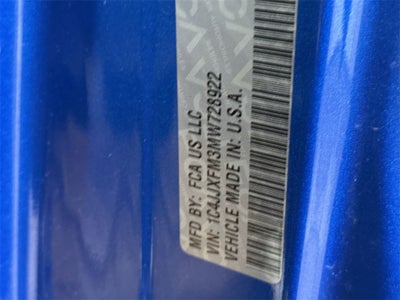 MFD BY: FCA US LLC
VIN: 1C4JJXFM3MW728922
VEHICLE MADE IN: U.S.A.